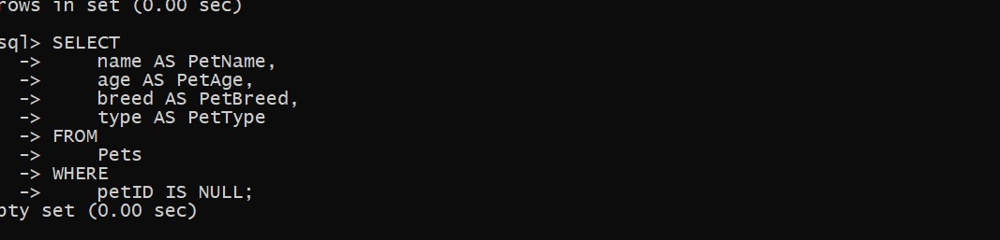 rows in set (0.00 sec)
sql> SELECT
-> name AS PetName,
-> age AS PetAge,
-> breed AS PetBreed,
-> type AS PetType
-> FROM
-> Pets
-> WHERE
-> petID IS NULL;
pty set (0.00 sec)